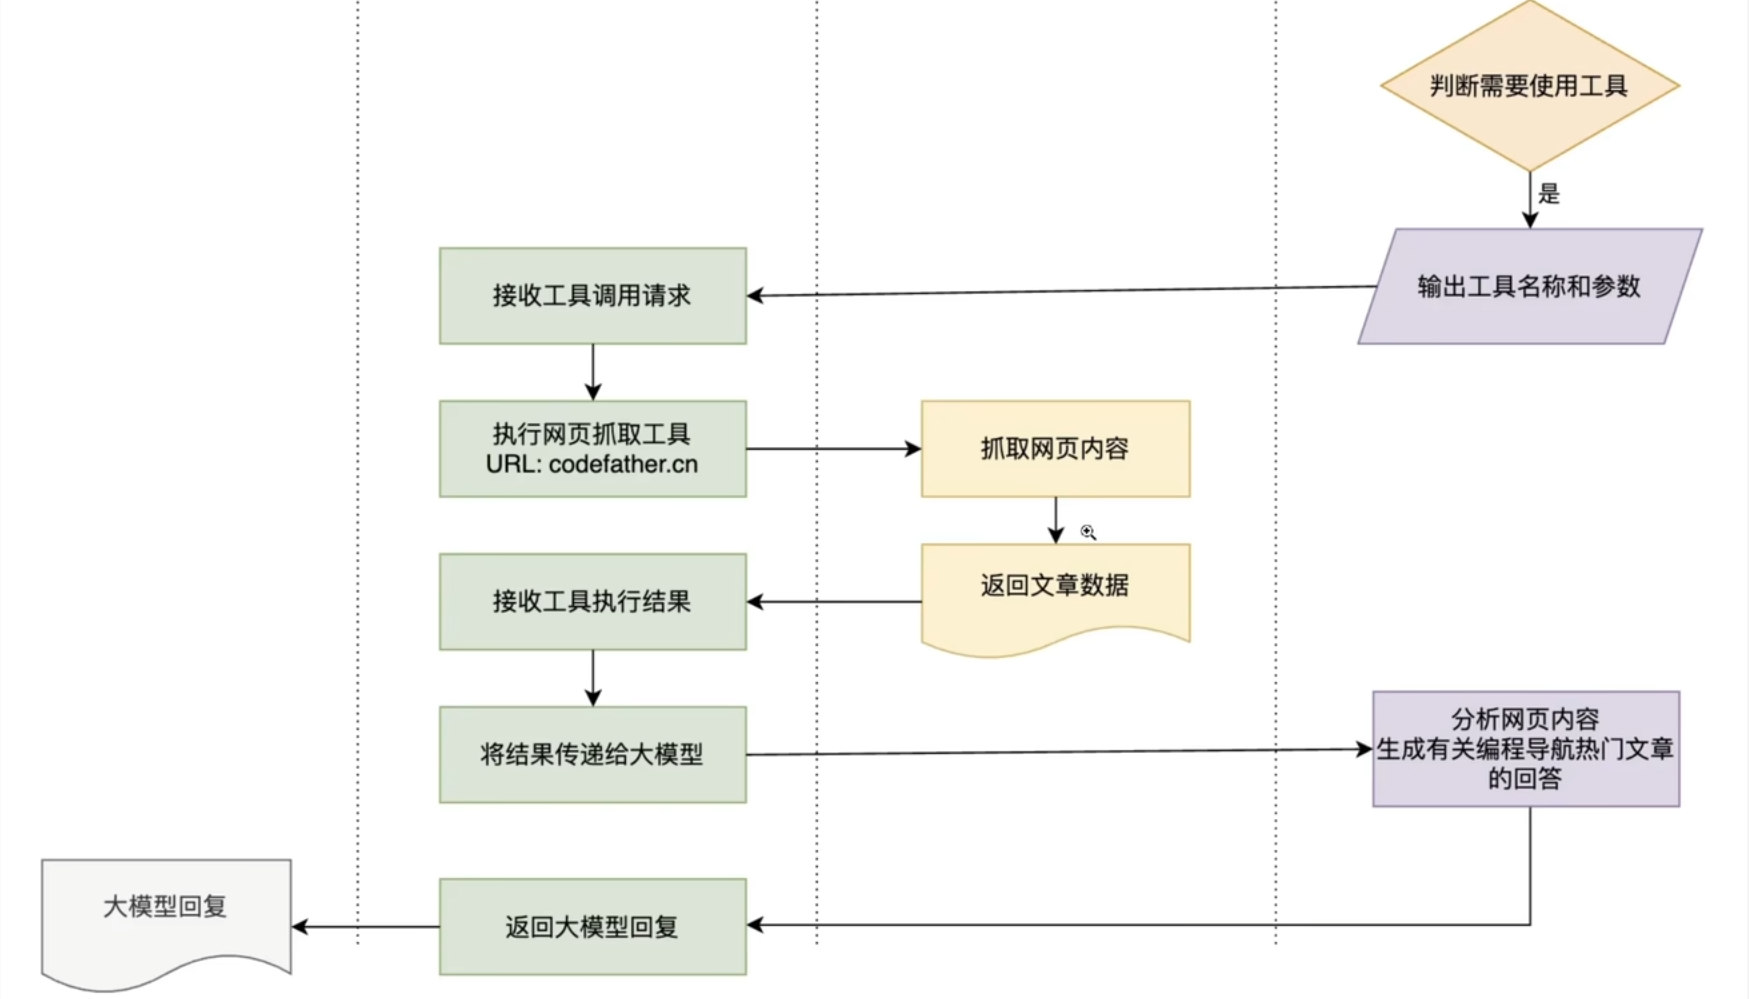 判断需要使用工具
是
输出工具名称和参数
接收工具调用请求
执行网页抓取工具
URL: codefather.cn
抓取网页内容
返回文章数据
接收工具执行结果
将结果传递给大模型
分析网页内容
生成有关编程导航热门文章
的回答
返回大模型回复
大模型回复